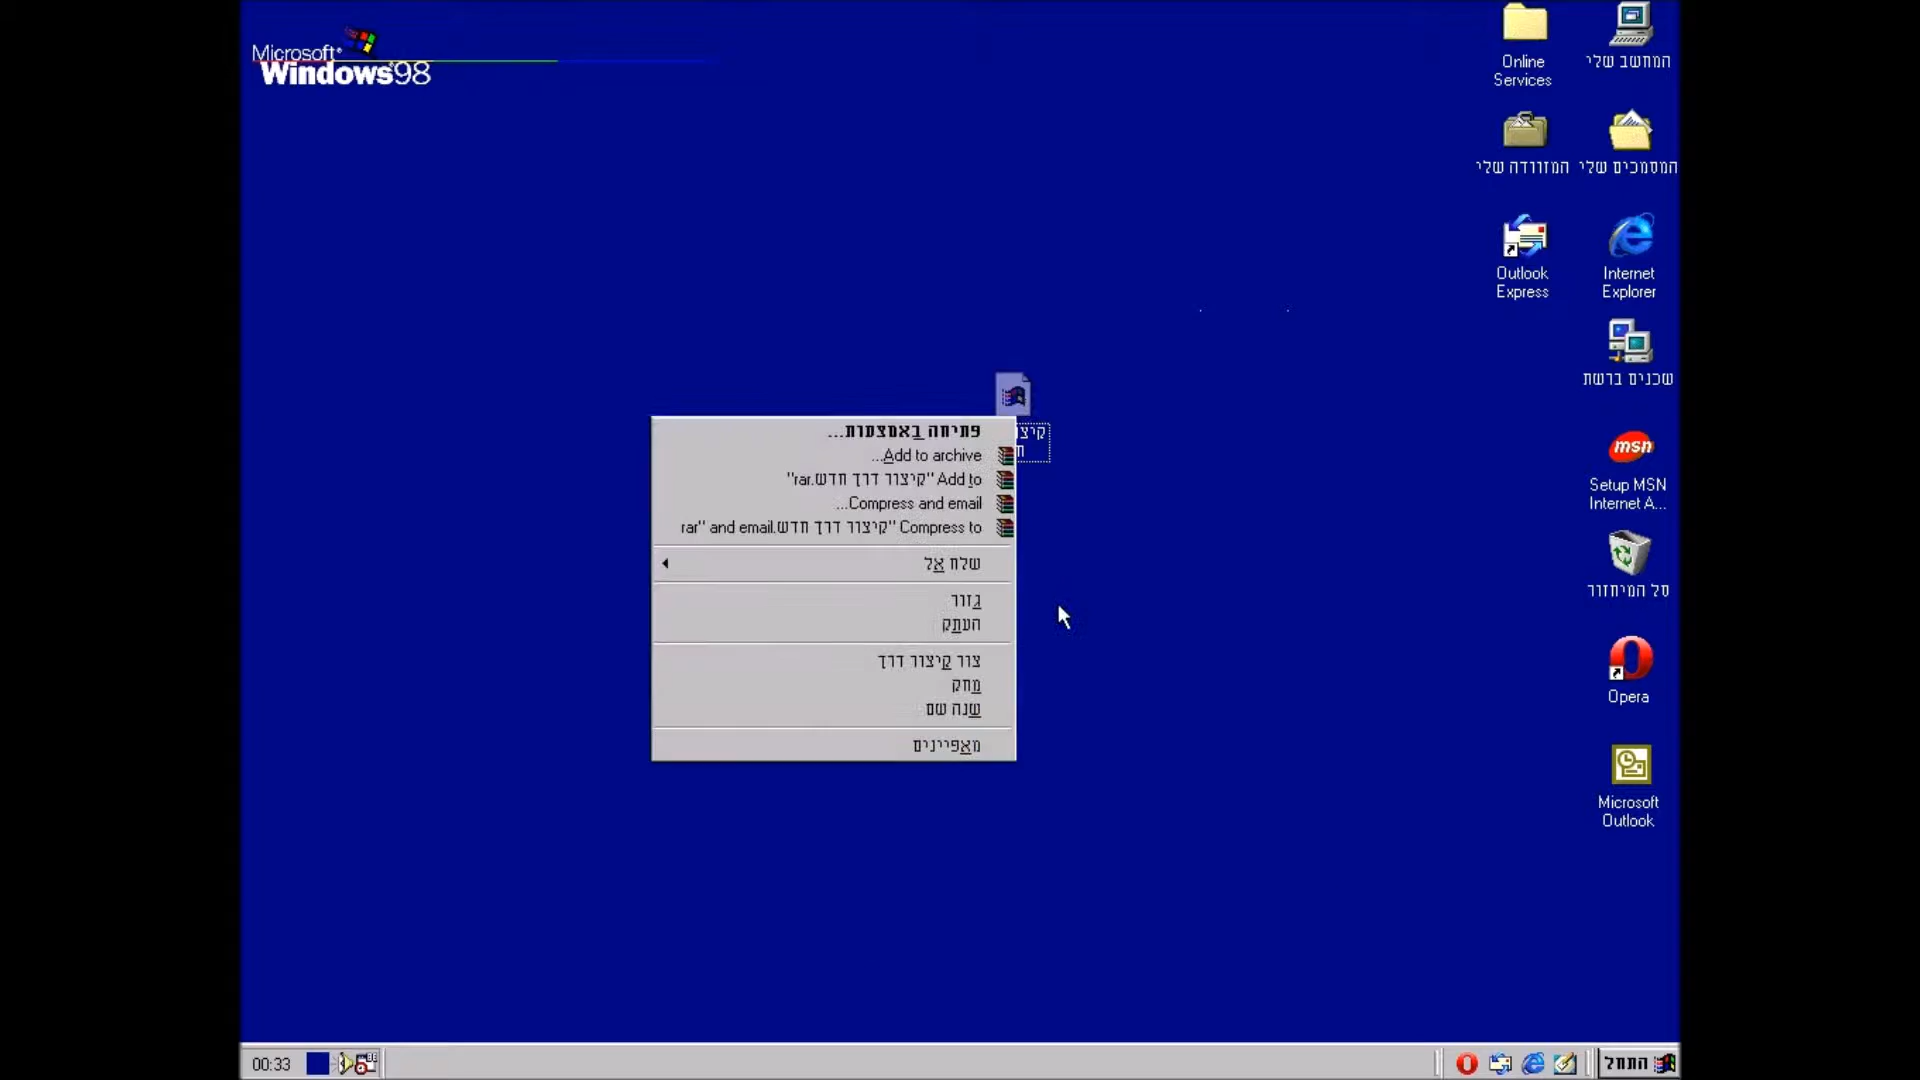 Microsoft
Windows 98
המחשב שלי
Online
Services
המסמכים שלי
המזוודה שלי
Internet
Explorer
Outlook
Express
שכנים ברשת
Setup MSN
Internet A...
סל המיחזור
Opera
Microsoft
Outlook
פתיחה באמצעות...
Add to archive...
Add to "קיצור דרך חדש.rar"
Compress and email...
Compress to "קיצור דרך חדש.rar" and email
שלח אל
גזור
העתק
צור קיצור דרך
מחק
שנה שם
מאפיינים
msn
התחל
00:33